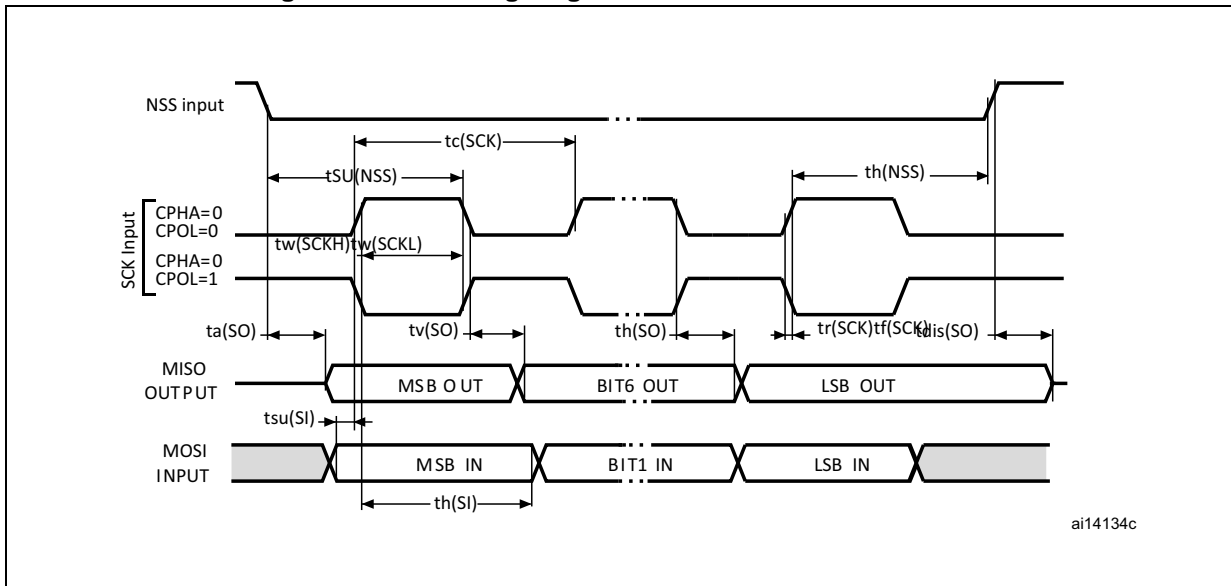 NSS input
tc(SCK)
tSU(NSS)
th(NSS)
SCK Input
CPHA=0
CPOL=0
tw(SCKH)
tw(SCKL)
CPHA=0
CPOL=1
ta(SO)
tv(SO)
th(SO)
tr(SCK)
tf(SCK)
tdis(SO)
MISO
OUTPUT
MSB OUT
BIT6 OUT
LSB OUT
tsu(SI)
MOSI
INPUT
MSB IN
BIT1 IN
LSB IN
th(SI)
ai14134c